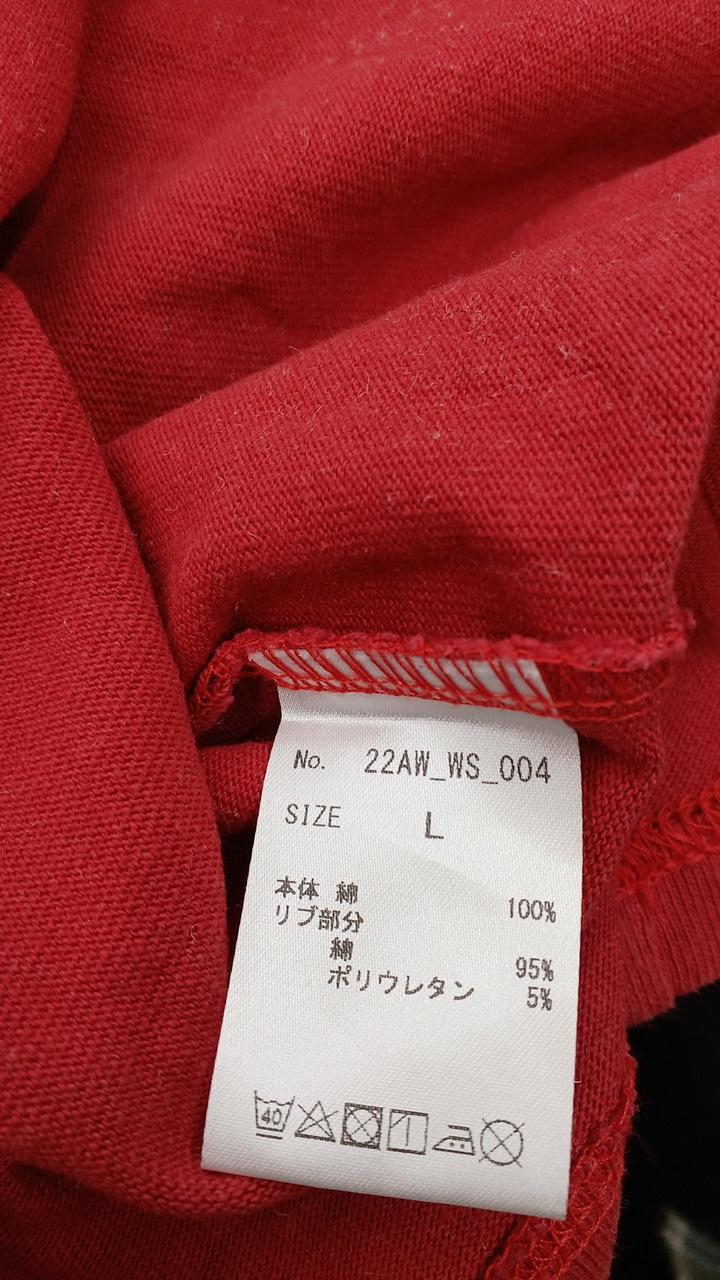 No. 22AW_WS_004
SIZE L
本体 綿 100%
リブ部分
綿 95%
ポリウレタン 5%
40